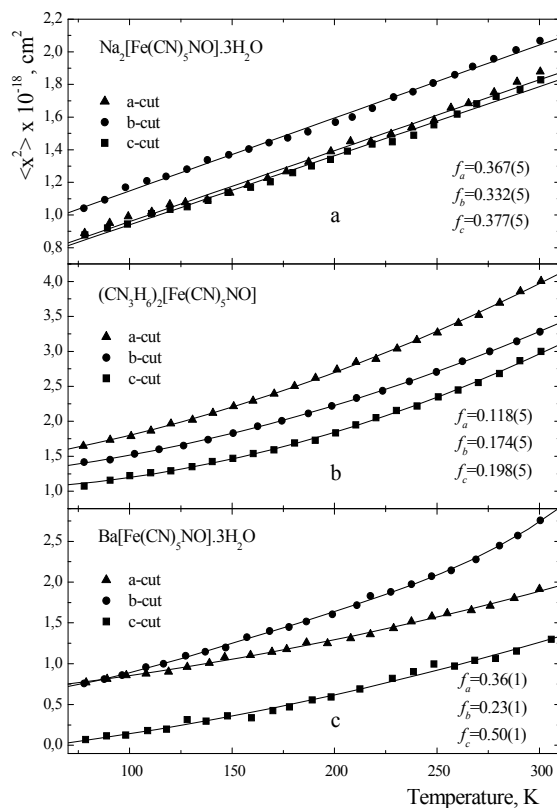 <x²> x 10⁻¹⁸, cm²
2,2
2,0
1,8
1,6
1,4
1,2
1,0
0,8
Na₂[Fe(CN)₅NO].3H₂O
a-cut
b-cut
c-cut
a
fₐ=0.367(5)
f_b=0.332(5)
f_c=0.377(5)
4,0
3,5
3,0
2,5
2,0
1,5
1,0
(CN₃H₆)₂[Fe(CN)₅NO]
a-cut
b-cut
c-cut
b
fₐ=0.118(5)
f_b=0.174(5)
f_c=0.198(5)
2,5
2,0
1,5
1,0
0,5
0,0
Ba[Fe(CN)₅NO].3H₂O
a-cut
b-cut
c-cut
c
fₐ=0.36(1)
f_b=0.23(1)
f_c=0.50(1)
100 150 200 250 300
Temperature, K